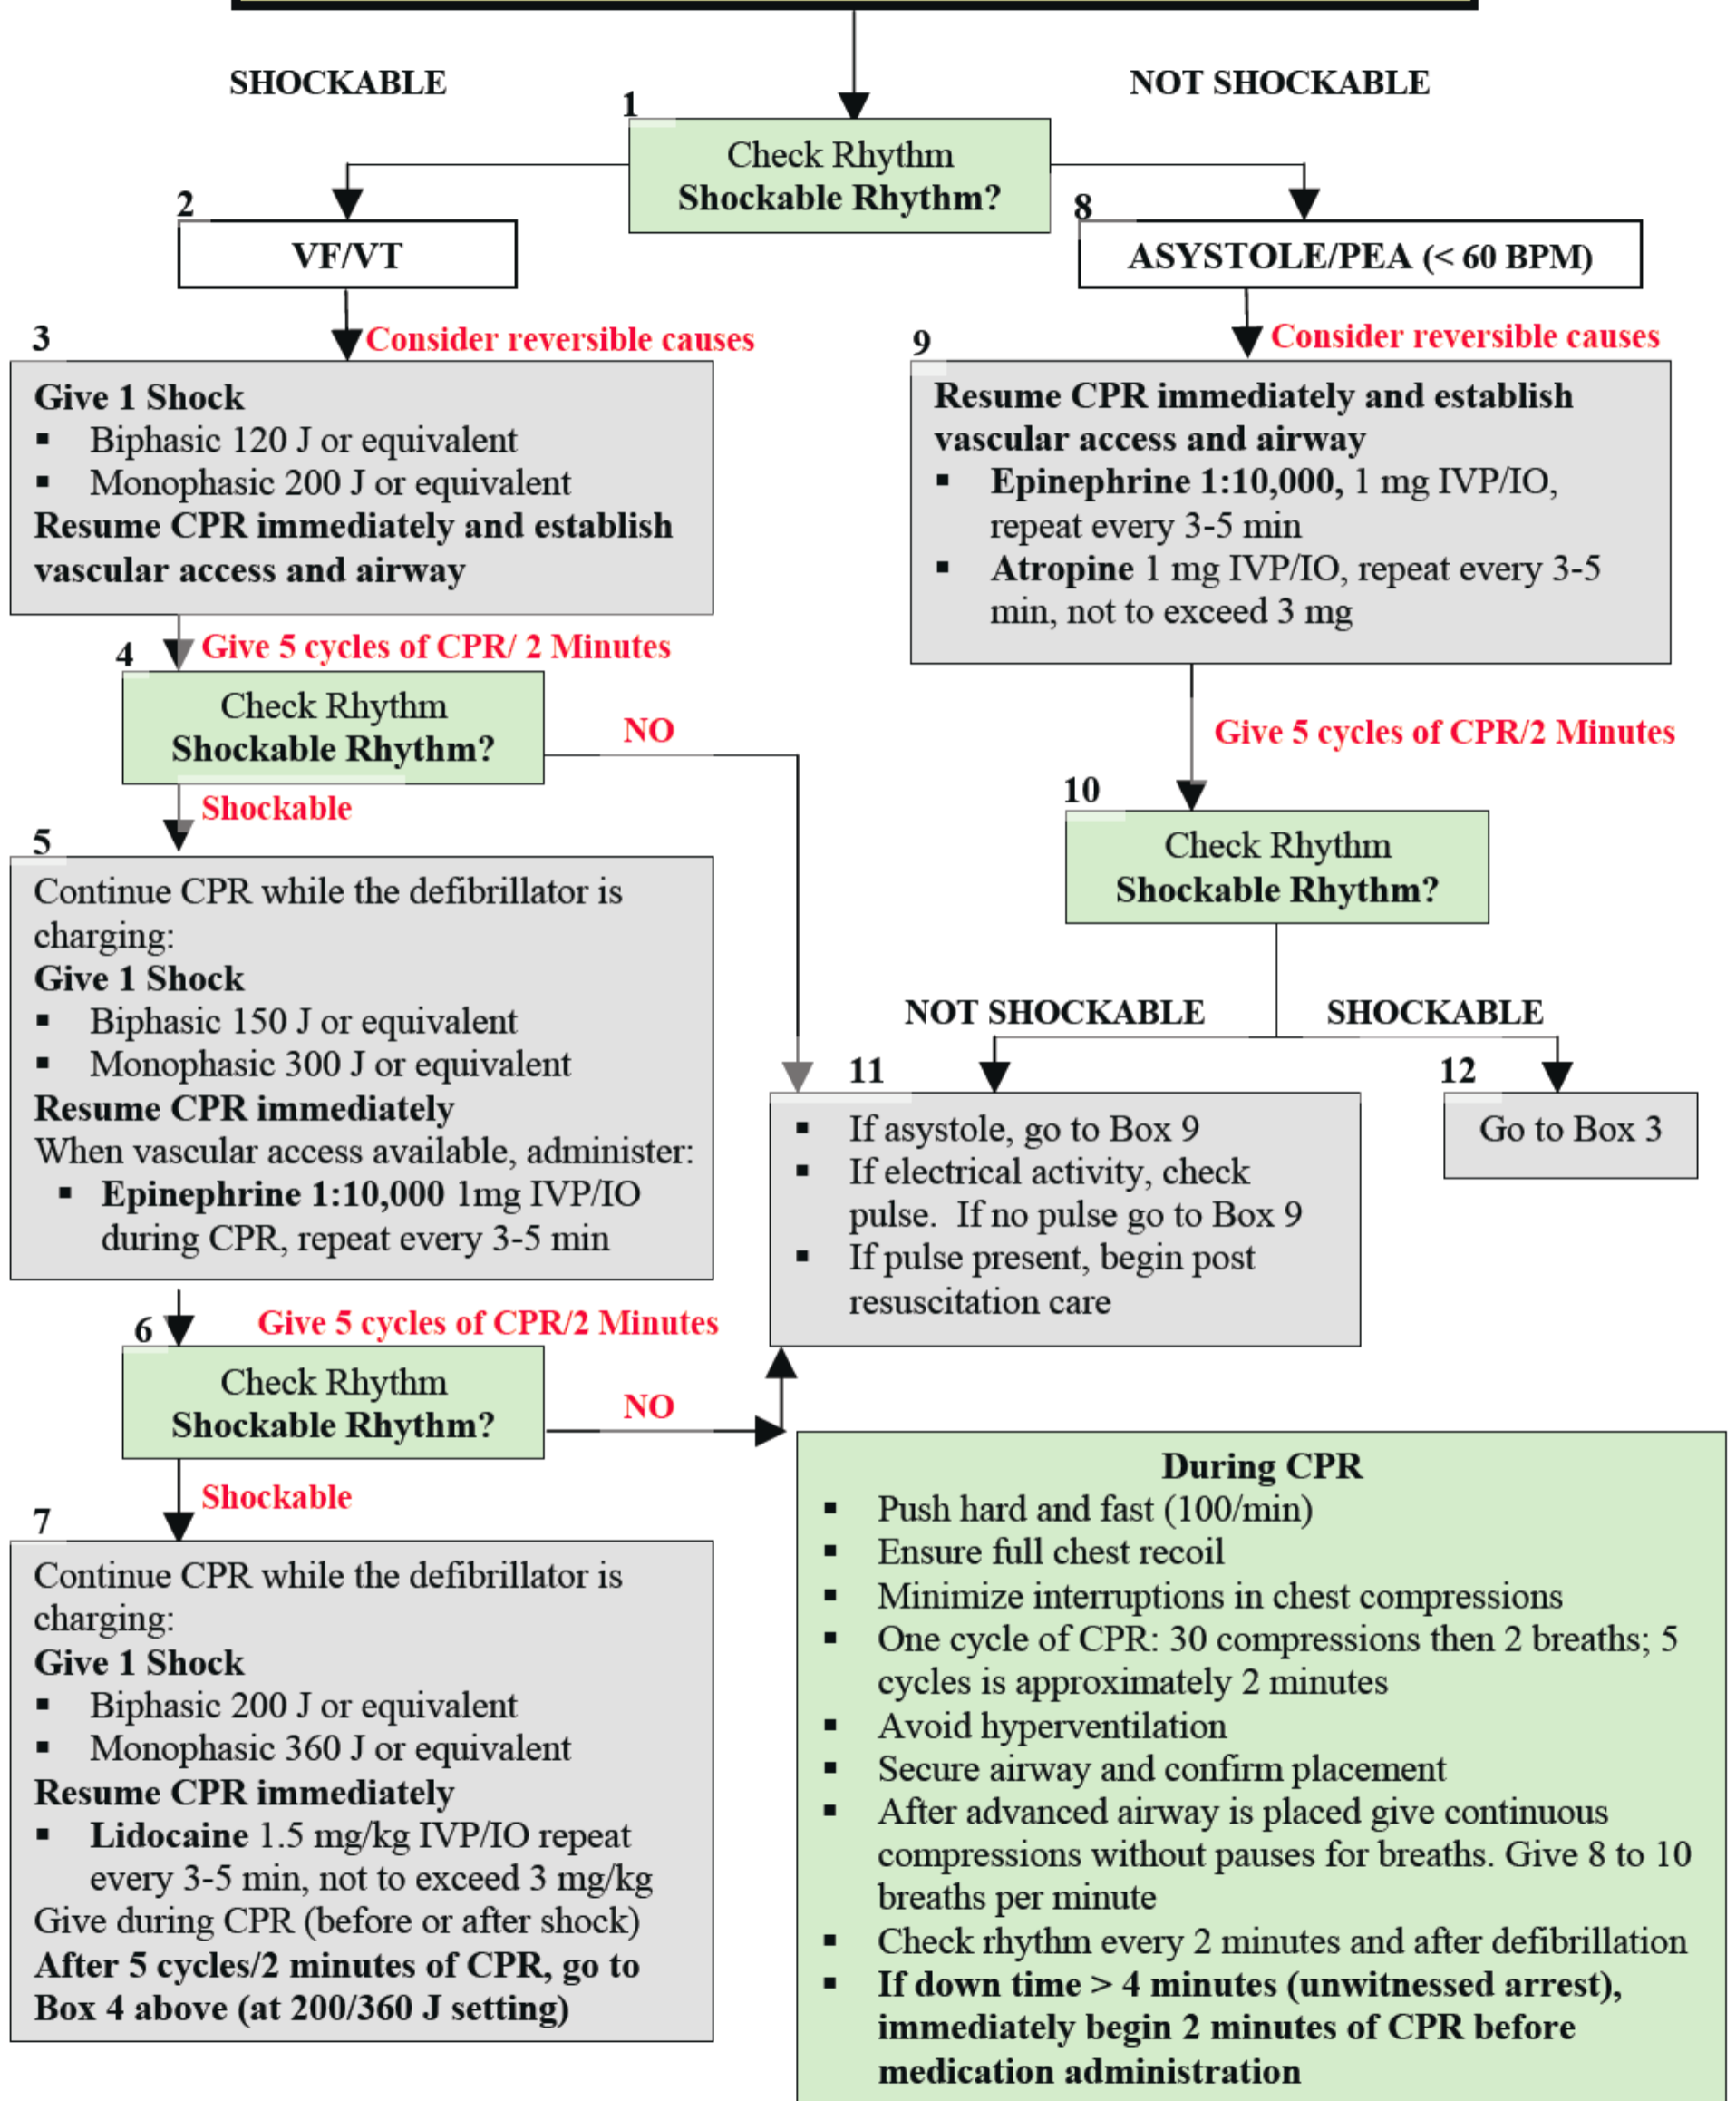 SHOCKABLE
NOT SHOCKABLE
1
Check Rhythm
Shockable Rhythm?
2
VF/VT
8
ASYSTOLE/PEA (< 60 BPM)
3
Consider reversible causes
Give 1 Shock
▪ Biphasic 120 J or equivalent
▪ Monophasic 200 J or equivalent
Resume CPR immediately and establish
vascular access and airway
9
Consider reversible causes
Resume CPR immediately and establish
vascular access and airway
▪ Epinephrine 1:10,000, 1 mg IVP/IO,
repeat every 3-5 min
▪ Atropine 1 mg IVP/IO, repeat every 3-5
min, not to exceed 3 mg
Give 5 cycles of CPR/ 2 Minutes
4
Check Rhythm
Shockable Rhythm?
NO
Shockable
Give 5 cycles of CPR/2 Minutes
10
Check Rhythm
Shockable Rhythm?
5
Continue CPR while the defibrillator is
charging:
Give 1 Shock
▪ Biphasic 150 J or equivalent
▪ Monophasic 300 J or equivalent
Resume CPR immediately
When vascular access available, administer:
▪ Epinephrine 1:10,000 1mg IVP/IO
during CPR, repeat every 3-5 min
NOT SHOCKABLE
SHOCKABLE
11
▪ If asystole, go to Box 9
▪ If electrical activity, check
pulse. If no pulse go to Box 9
▪ If pulse present, begin post
resuscitation care
12
Go to Box 3
Give 5 cycles of CPR/2 Minutes
6
Check Rhythm
Shockable Rhythm?
NO
Shockable
7
Continue CPR while the defibrillator is
charging:
Give 1 Shock
▪ Biphasic 200 J or equivalent
▪ Monophasic 360 J or equivalent
Resume CPR immediately
▪ Lidocaine 1.5 mg/kg IVP/IO repeat
every 3-5 min, not to exceed 3 mg/kg
Give during CPR (before or after shock)
After 5 cycles/2 minutes of CPR, go to
Box 4 above (at 200/360 J setting)
During CPR
▪ Push hard and fast (100/min)
▪ Ensure full chest recoil
▪ Minimize interruptions in chest compressions
▪ One cycle of CPR: 30 compressions then 2 breaths; 5
cycles is approximately 2 minutes
▪ Avoid hyperventilation
▪ Secure airway and confirm placement
▪ After advanced airway is placed give continuous
compressions without pauses for breaths. Give 8 to 10
breaths per minute
▪ Check rhythm every 2 minutes and after defibrillation
▪ If down time > 4 minutes (unwitnessed arrest),
immediately begin 2 minutes of CPR before
medication administration